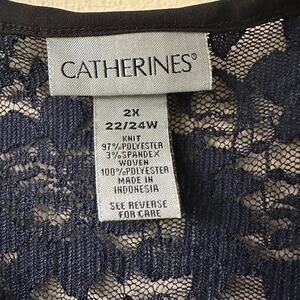 CATHERINES®
2X
22/24W
KNIT
97%POLYESTER
3%SPANDEX
WOVEN
100%POLYESTER
MADE IN
INDONESIA
SEE REVERSE
FOR CARE